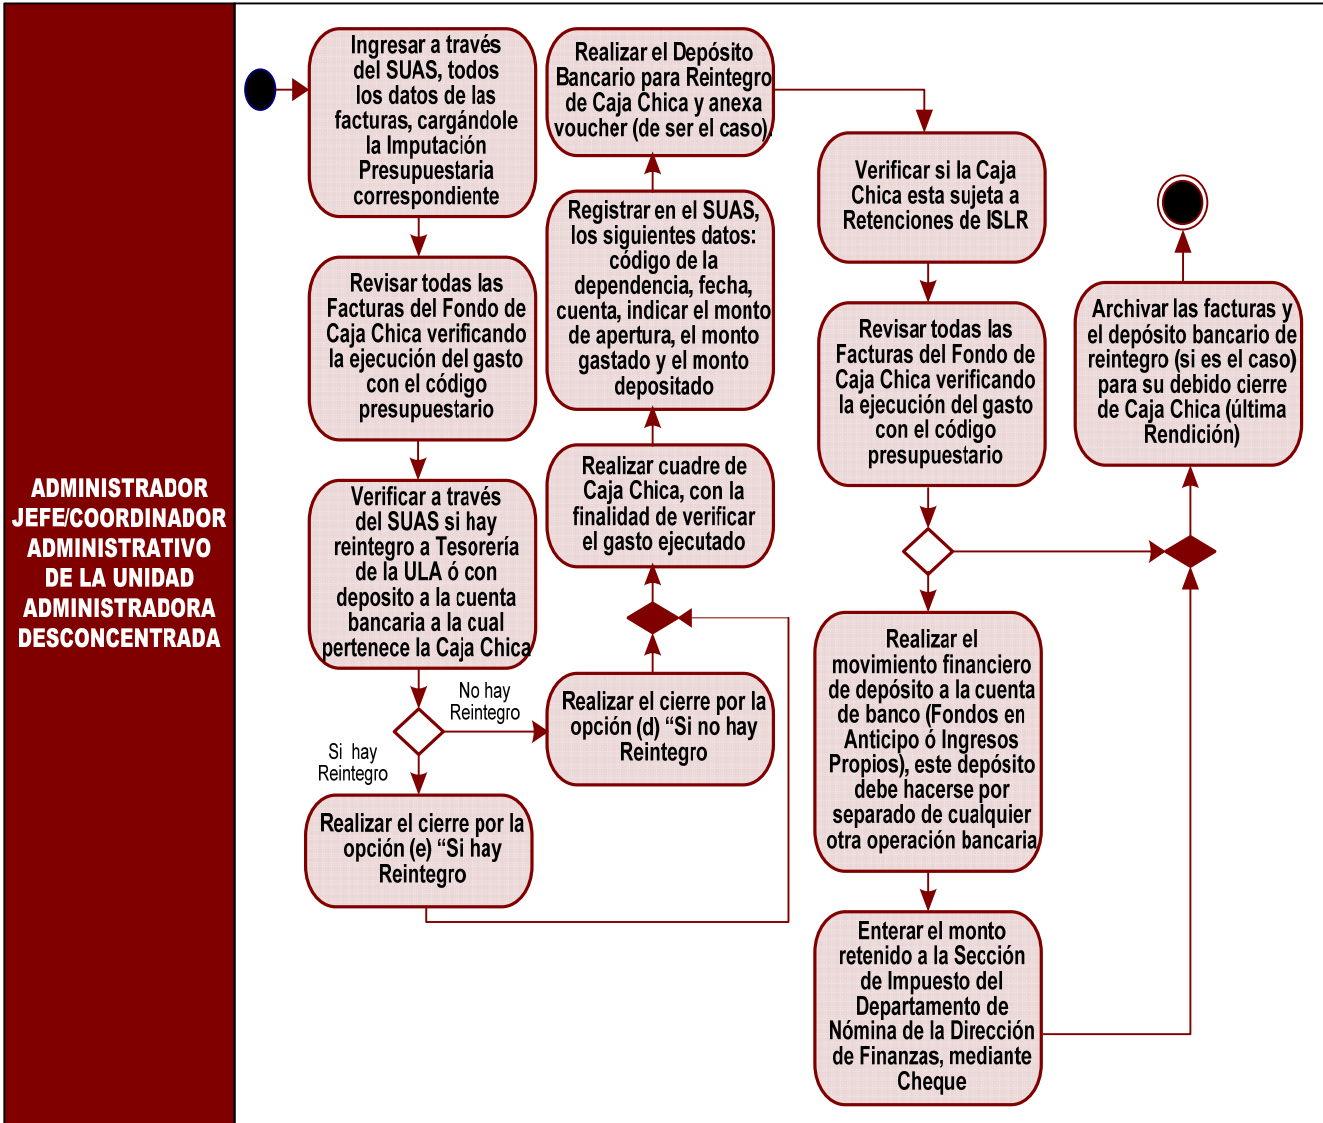 ADMINISTRADOR
JEFE/COORDINADOR
ADMINISTRATIVO
DE LA UNIDAD
ADMINISTRADORA
DESCONCENTRADA
Ingresar a través
del SUAS, todos
los datos de las
facturas, cargándole
la Imputación
Presupuestaria
correspondiente
Revisar todas las
Facturas del Fondo de
Caja Chica verificando
la ejecución del gasto
con el código
presupuestario
Verificar a través
del SUAS si hay
reintegro a Tesorería
de la ULA ó con
deposito a la cuenta
bancaria a la cual
pertenece la Caja Chica
No hay
Reintegro
Si hay
Reintegro
Realizar el cierre por la
opción (e) “Si hay
Reintegro
Realizar el cierre por la
opción (d) “Si no hay
Reintegro
Realizar cuadre de
Caja Chica, con la
finalidad de verificar
el gasto ejecutado
Registrar en el SUAS,
los siguientes datos:
código de la
dependencia, fecha,
cuenta, indicar el monto
de apertura, el monto
gastado y el monto
depositado
Realizar el Depósito
Bancario para Reintegro
de Caja Chica y anexa
voucher (de ser el caso).
Verificar si la Caja
Chica esta sujeta a
Retenciones de ISLR
Revisar todas las
Facturas del Fondo de
Caja Chica verificando
la ejecución del gasto
con el código
presupuestario
Realizar el
movimiento financiero
de depósito a la cuenta
de banco (Fondos en
Anticipo ó Ingresos
Propios), este depósito
debe hacerse por
separado de cualquier
otra operación bancaria
Enterar el monto
retenido a la Sección
de Impuesto del
Departamento de
Nómina de la Dirección
de Finanzas, mediante
Cheque
Archivar las facturas y
el depósito bancario de
reintegro (si es el caso)
para su debido cierre
de Caja Chica (última
Rendición)